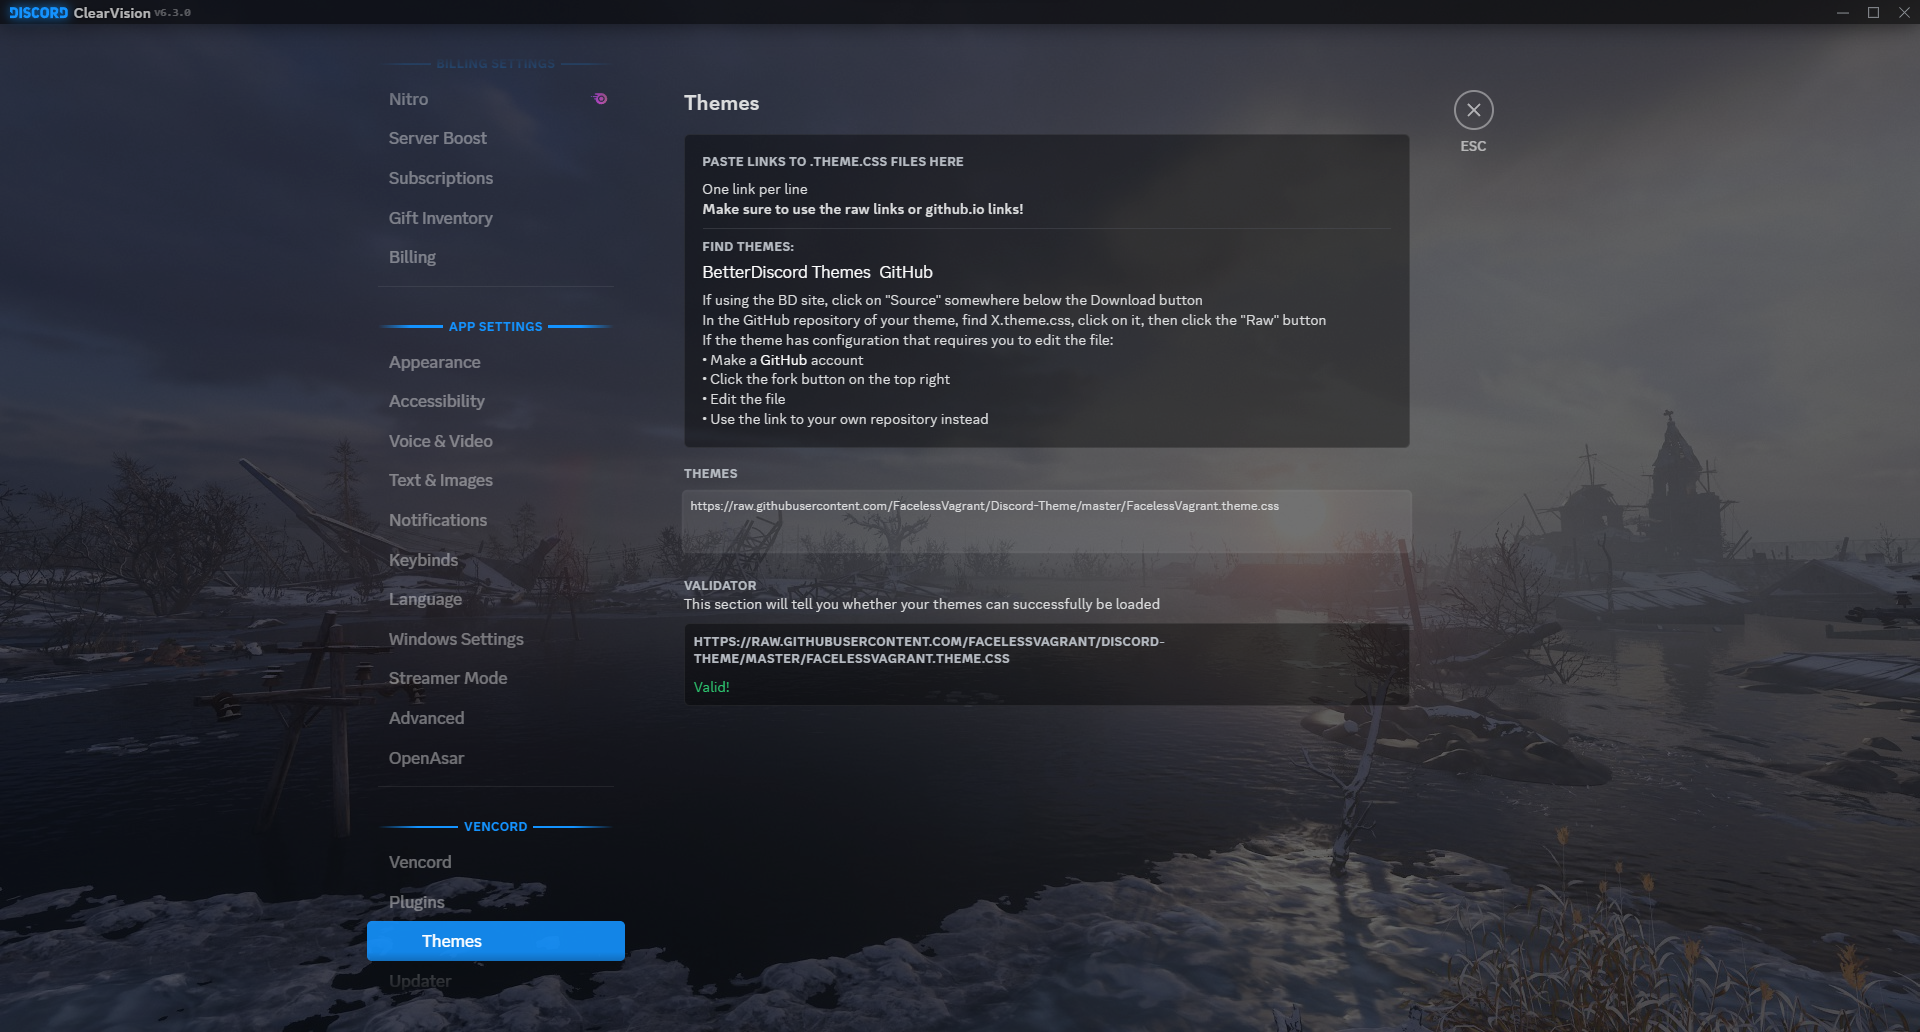 DISCORD ClearVision v6.3.0
BILLING SETTINGS
Nitro
Server Boost
Subscriptions
Gift Inventory
Billing
APP SETTINGS
Appearance
Accessibility
Voice & Video
Text & Images
Notifications
Keybinds
Language
Windows Settings
Streamer Mode
Advanced
OpenAsar
VENCORD
Vencord
Plugins
Themes
Updater
Themes
PASTE LINKS TO .THEME.CSS FILES HERE
One link per line
Make sure to use the raw links or github.io links!
FIND THEMES:
BetterDiscord Themes GitHub
If using the BD site, click on "Source" somewhere below the Download button
In the GitHub repository of your theme, find X.theme.css, click on it, then click the "Raw" button
If the theme has configuration that requires you to edit the file:
• Make a GitHub account
• Click the fork button on the top right
• Edit the file
• Use the link to your own repository instead
THEMES
https://raw.githubusercontent.com/FacelessVagrant/Discord-Theme/master/FacelessVagrant.theme.css
VALIDATOR
This section will tell you whether your themes can successfully be loaded
HTTPS://RAW.GITHUBUSERCONTENT.COM/FACELESSVAGRANT/DISCORD-
THEME/MASTER/FACELESSVAGRANT.THEME.CSS
Valid!
ESC